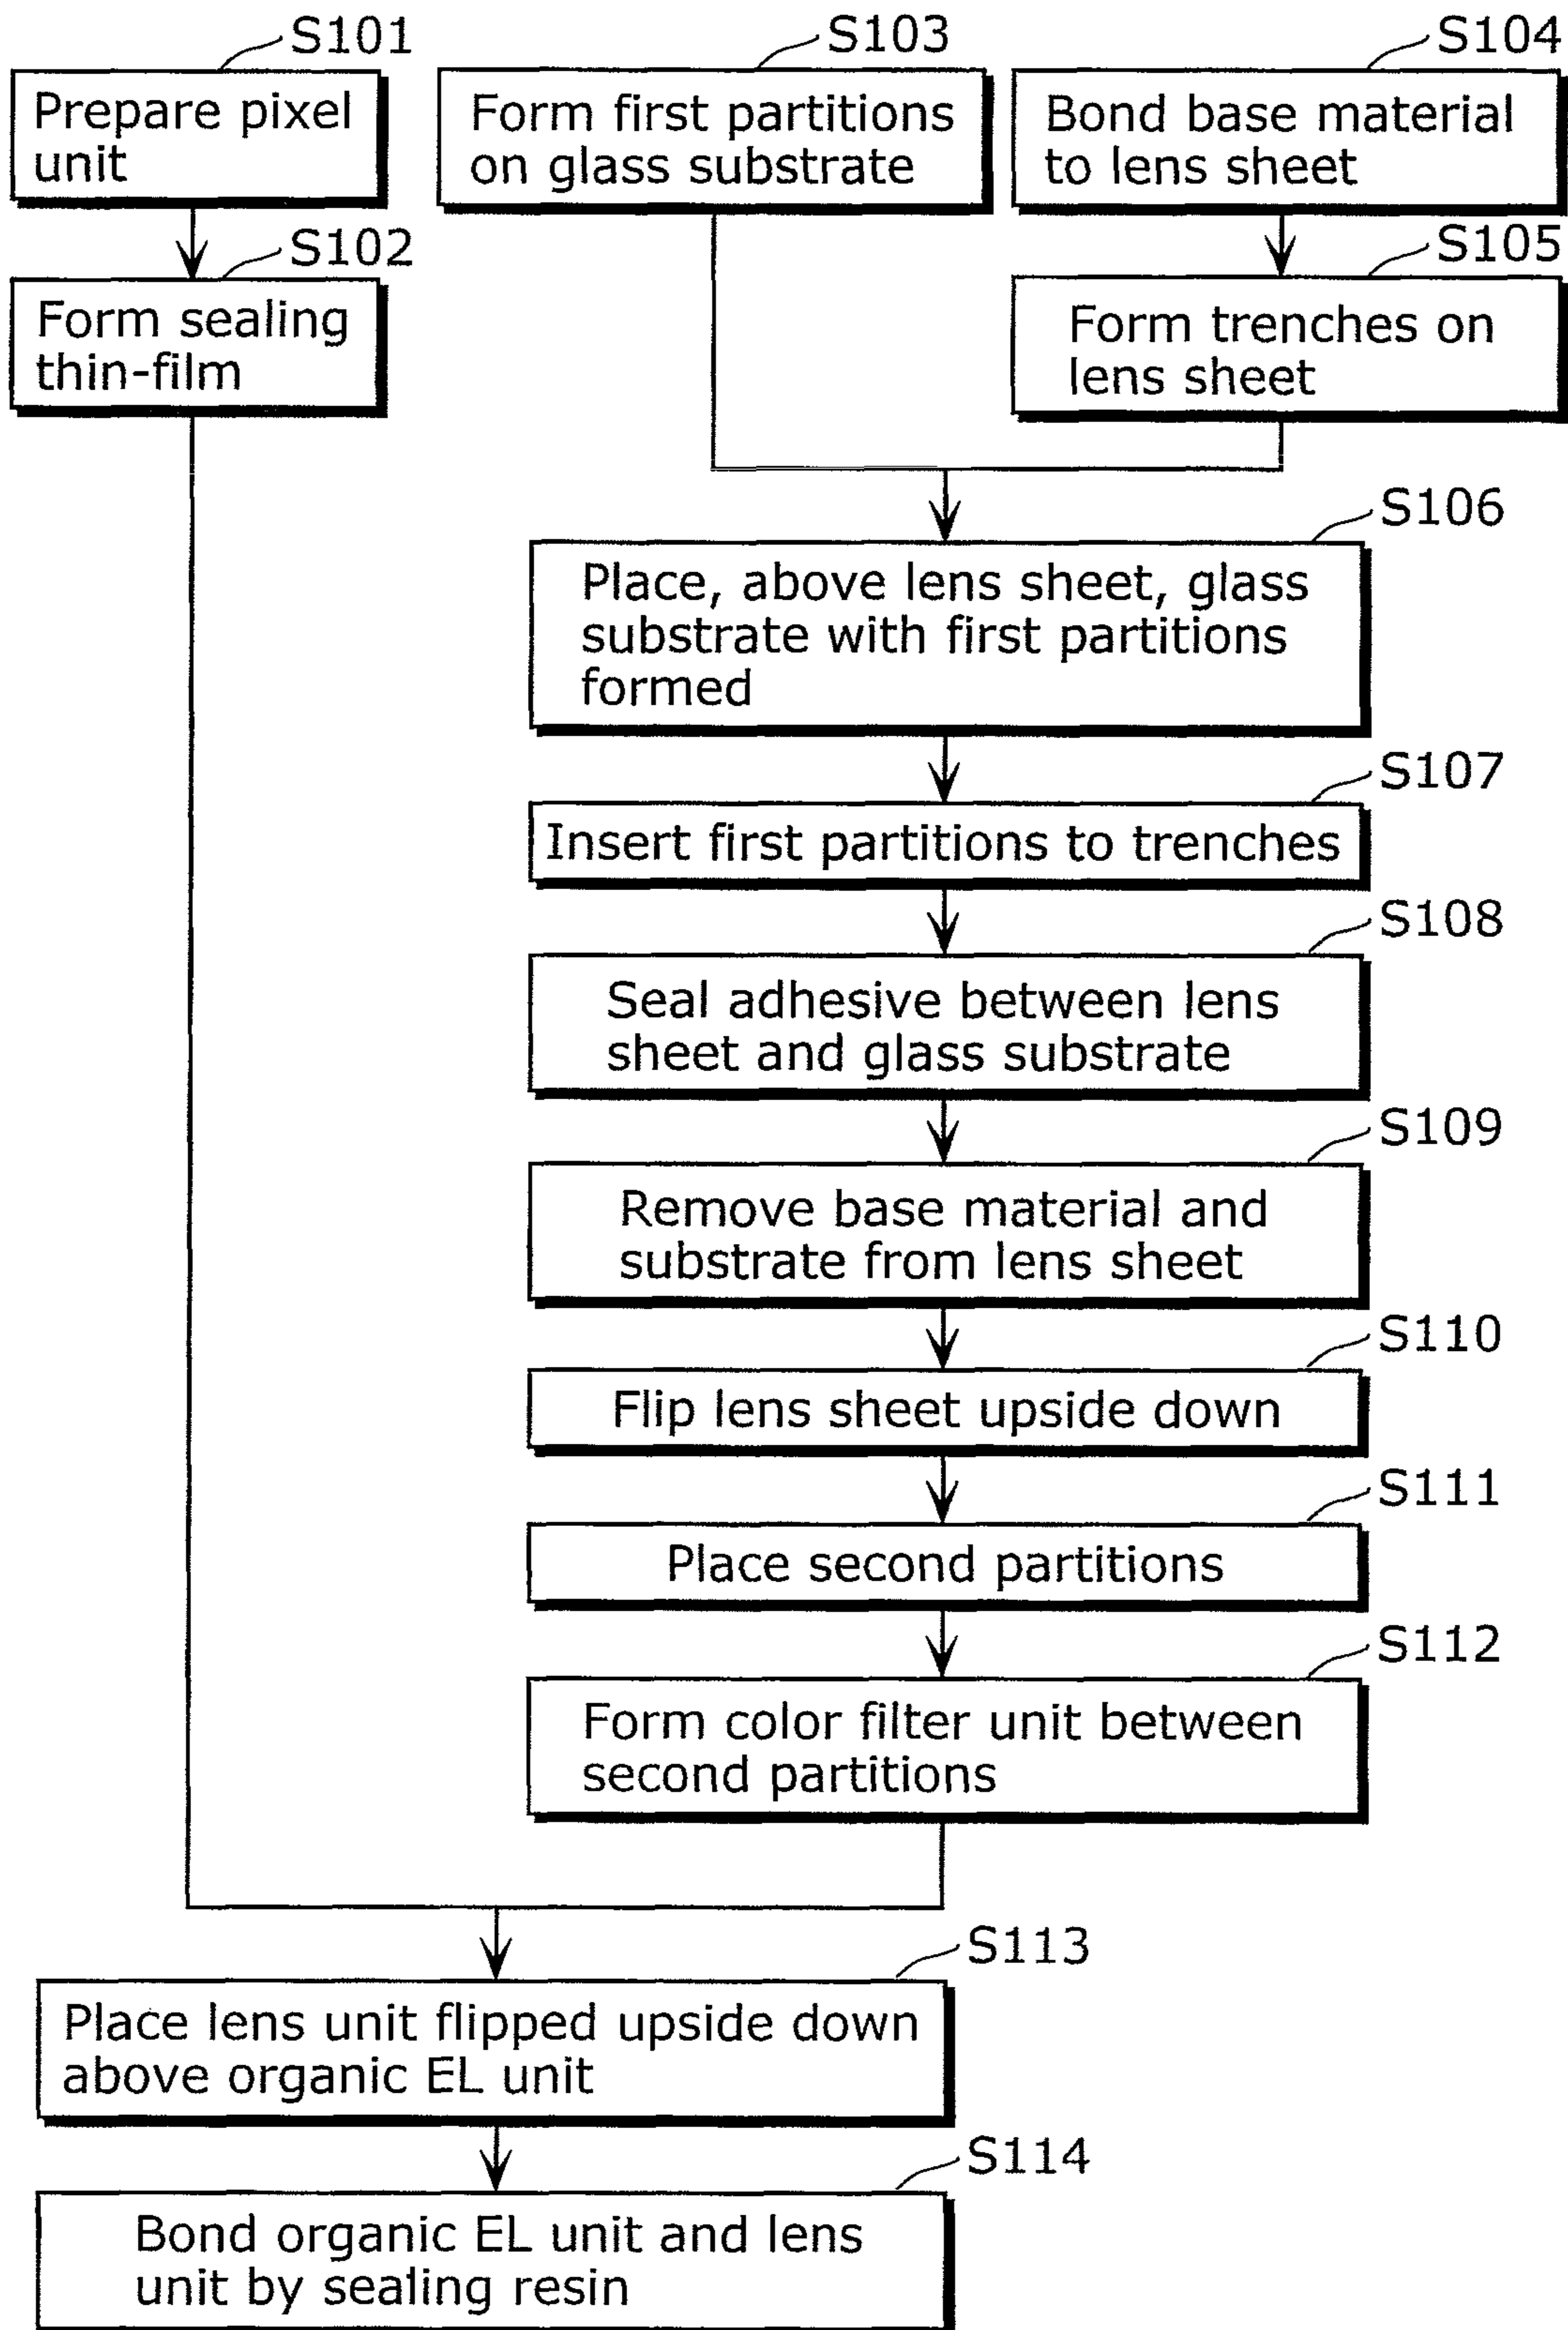 S101
Prepare pixel
unit
S102
Form sealing
thin-film
S103
Form first partitions
on glass substrate
S104
Bond base material
to lens sheet
S105
Form trenches on
lens sheet
S106
Place, above lens sheet, glass
substrate with first partitions
formed
S107
Insert first partitions to trenches
S108
Seal adhesive between lens
sheet and glass substrate
S109
Remove base material and
substrate from lens sheet
S110
Flip lens sheet upside down
S111
Place second partitions
S112
Form color filter unit between
second partitions
S113
Place lens unit flipped upside down
above organic EL unit
S114
Bond organic EL unit and lens
unit by sealing resin